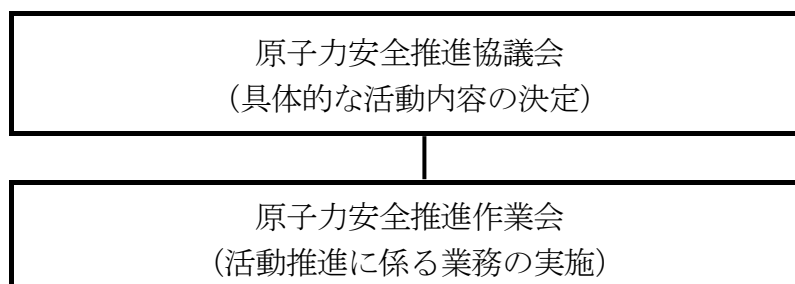 原子力安全推進協議会
（具体的な活動内容の決定）
原子力安全推進作業会
（活動推進に係る業務の実施）